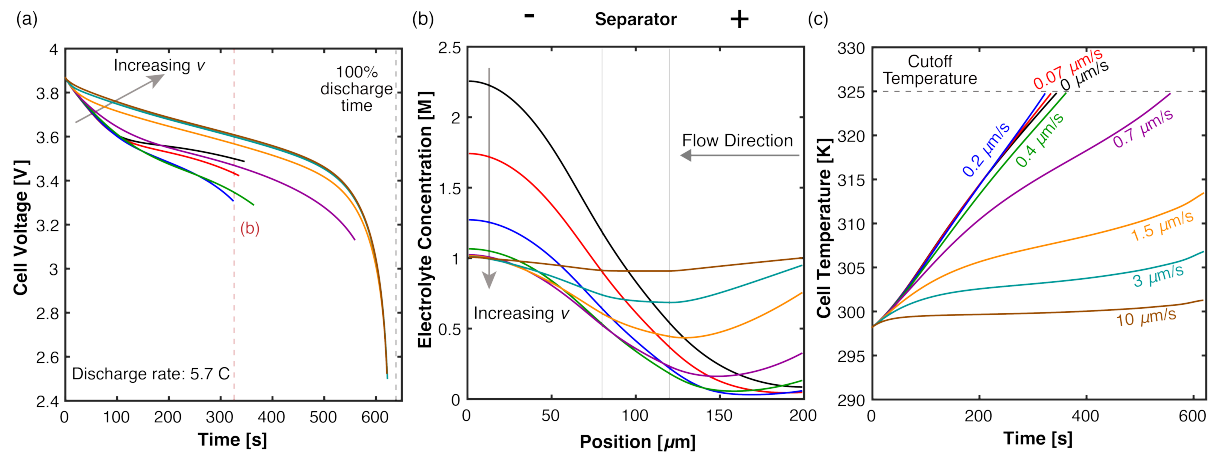 (a)
4
3.8
3.6
3.4
3.2
3
2.8
2.6
2.4
Cell Voltage [V]
Increasing v
100%
discharge
time
(b)
Discharge rate: 5.7 C
0
100
200
300
400
500
600
Time [s]
(b)
-
Separator
+
2.5
2
1.5
1
0.5
0
Electrolyte Concentration [M]
Flow Direction
Increasing v
0
50
100
150
200
Position [µm]
(c)
330
325
320
315
310
305
300
295
290
Cell Temperature [K]
Cutoff
Temperature
0.07 µm/s
0 µm/s
0.2 µm/s
0.4 µm/s
0.7 µm/s
1.5 µm/s
3 µm/s
10 µm/s
0
200
400
600
Time [s]